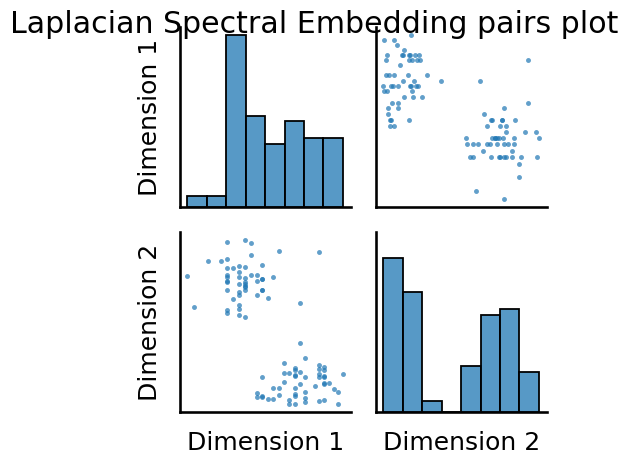 Laplacian Spectral Embedding pairs plot
Dimension 1
Dimension 2
Dimension 1
Dimension 2